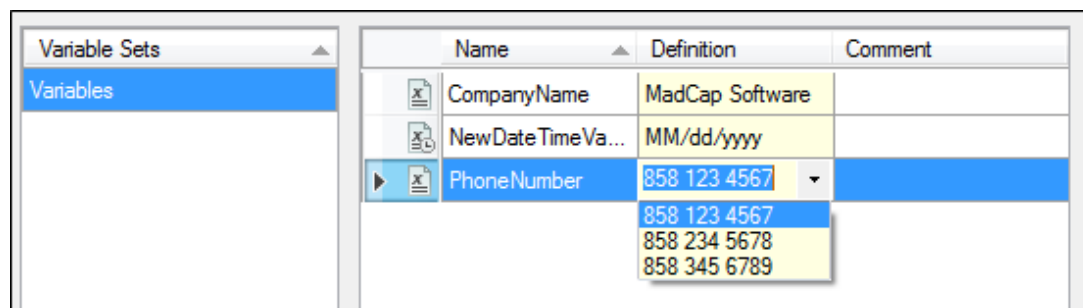 Variable Sets
Variables
Name Definition Comment
CompanyName MadCap Software
NewDateTimeVa... MM/dd/yyyy
PhoneNumber 858 123 4567
858 123 4567
858 234 5678
858 345 6789